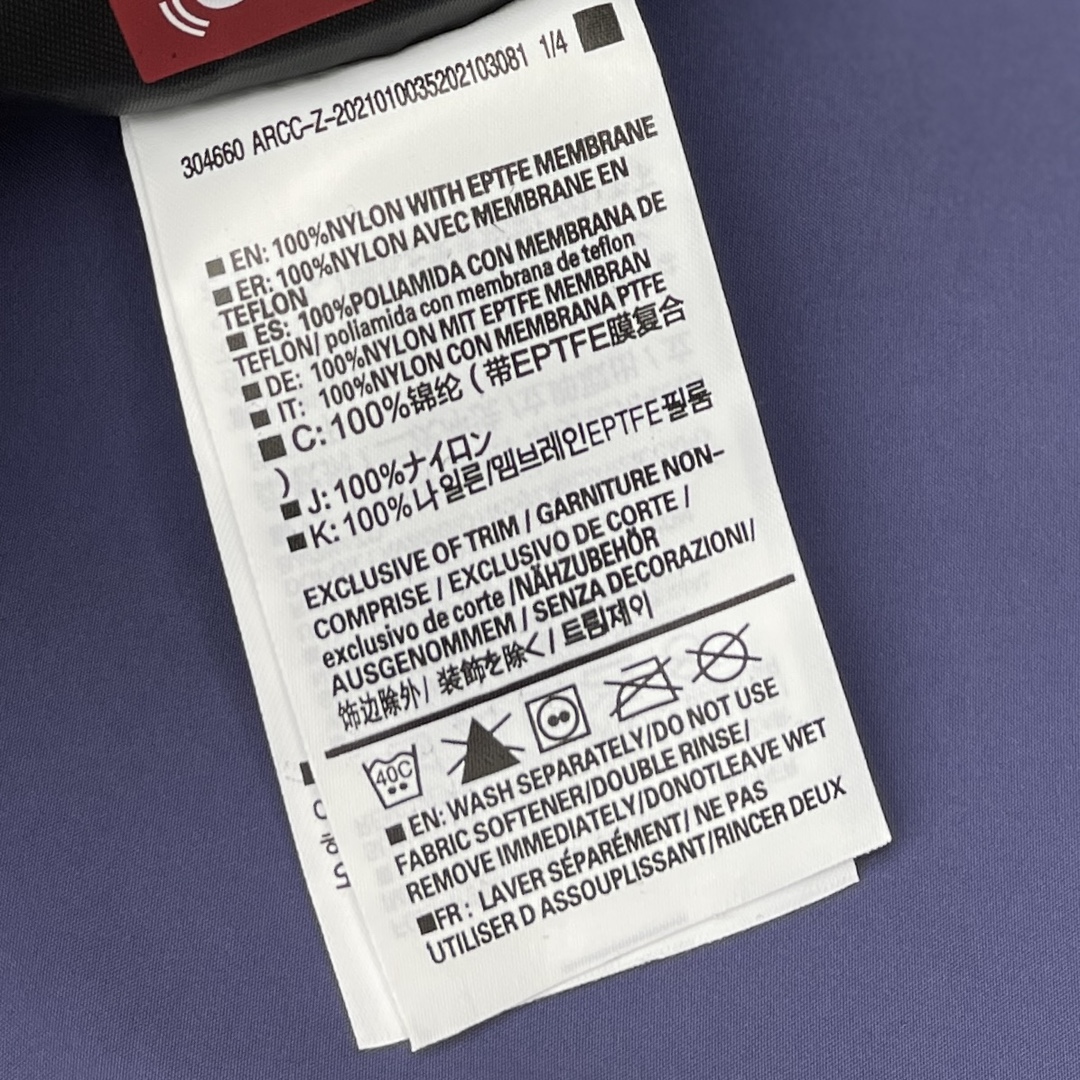 304660 ARCC-Z-2021010035202103081 1/4
■ EN: 100%NYLON WITH EPTFE MEMBRANE
■ ER: 100%NYLON AVEC MEMBRANE EN
TEFLON
■ ES: 100%POLIAMIDA CON MEMBRANA DE
TEFLON/ poliamida con membrana de teflon
■ DE: 100%NYLON MIT EPTFE MEMBRAN
■ IT: 100%NYLON CON MEMBRANA PTFE
■ C: 100%锦纶（带EPTFE膜复合
）
■ J: 100%ナイロン
■ K: 100%나일론/엠브레인EPTFE필름
EXCLUSIVE OF TRIM / GARNITURE NON-
COMPRISE / EXCLUSIVO DE CORTE /
exclusivo de corte /NÄHZUBEHÖR
AUSGENOMMEM / SENZA DECORAZIONI/
饰边除外/ 装飾を除く/ 트림제이
40C
■ EN: WASH SEPARATELY/DO NOT USE
FABRIC SOFTENER/DOUBLE RINSE/
REMOVE IMMEDIATELY/DONOTLEAVE WET
■FR: LAVER SÉPARÉMENT/ NE PAS
UTILISER D ASSOUPLISSANT/RINCER DEUX